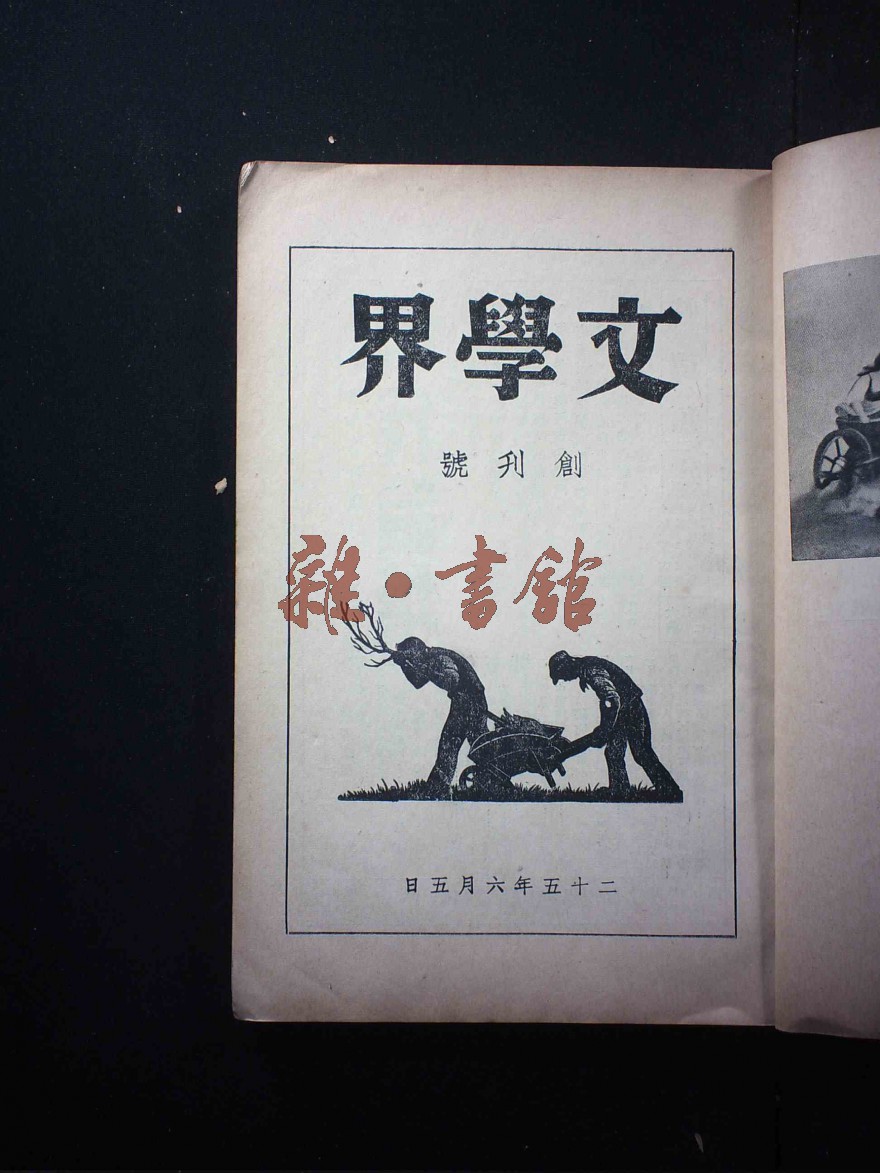 文學界
創刊號
雜·書館
二十五年六月五日